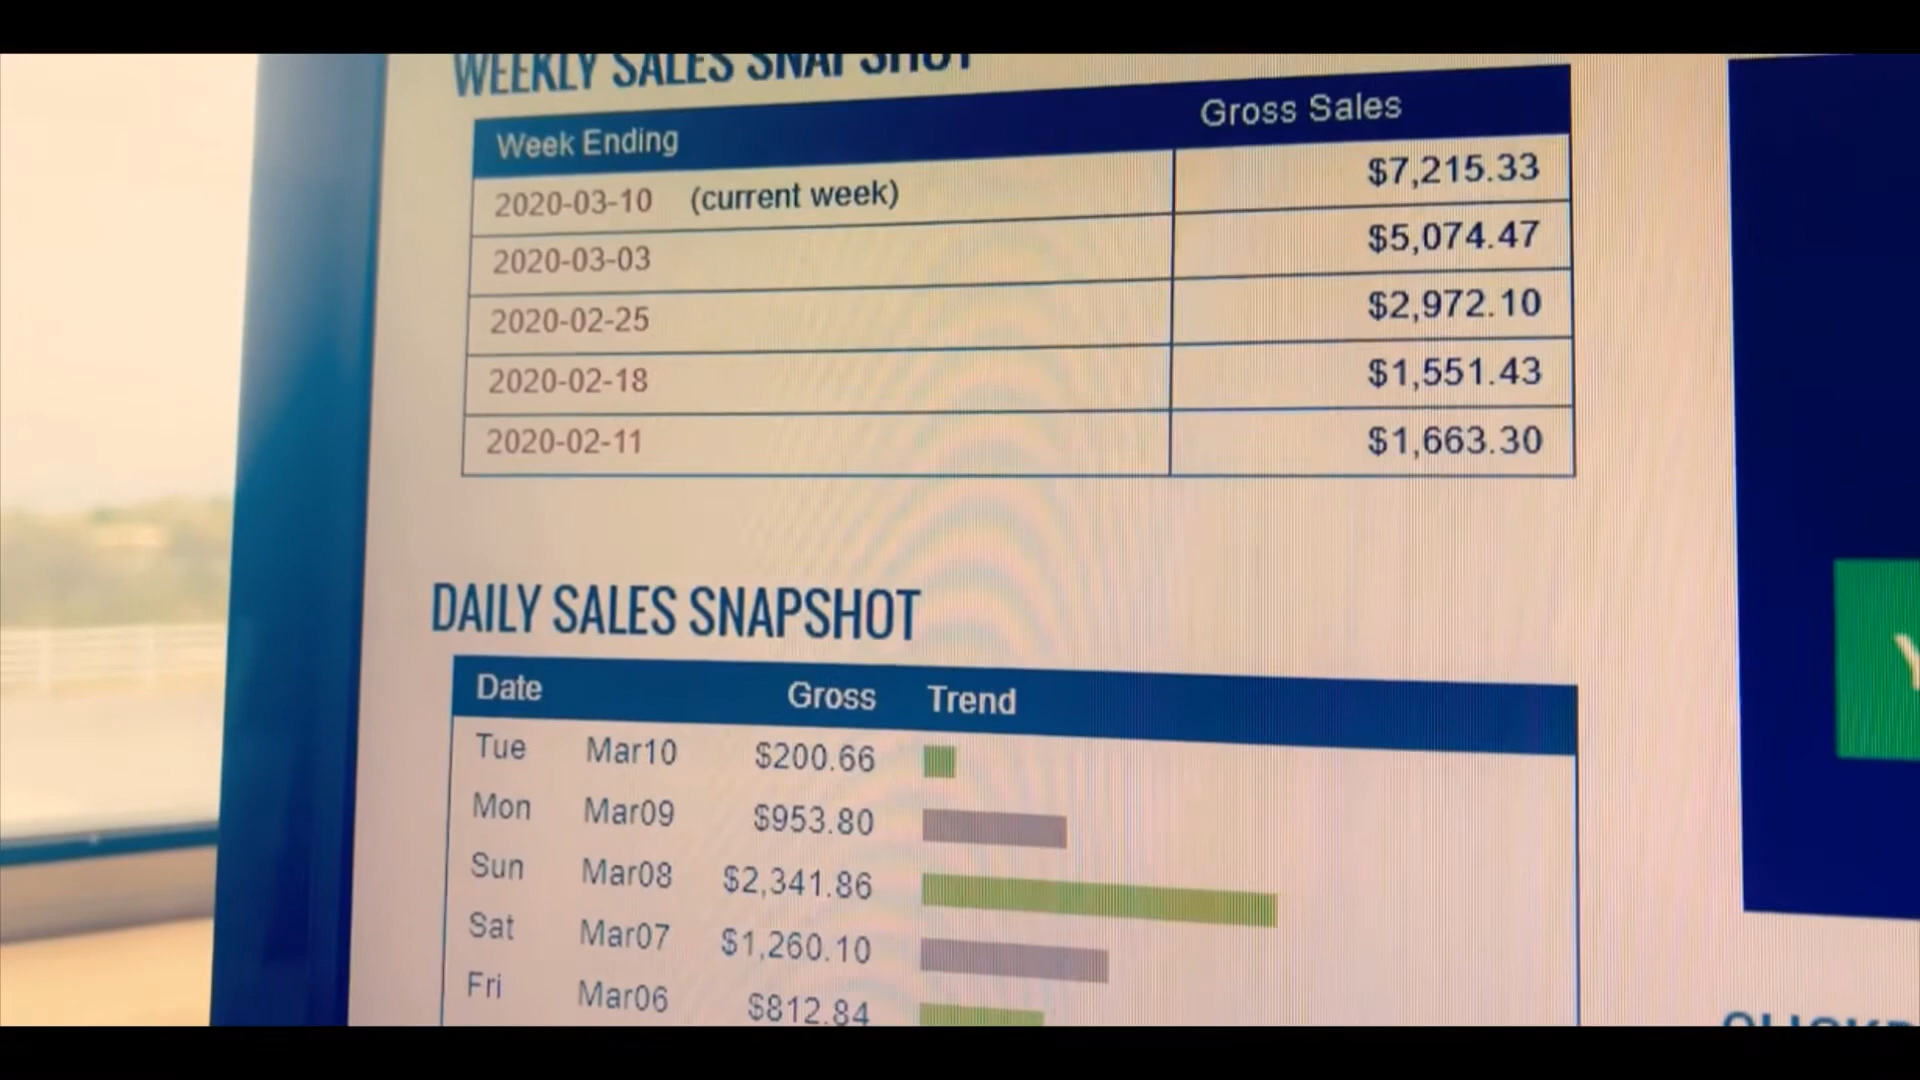 WEEKLY SALES SNAPSHOT
Week Ending Gross Sales
2020-03-10 (current week) $7,215.33
2020-03-03 $5,074.47
2020-02-25 $2,972.10
2020-02-18 $1,551.43
2020-02-11 $1,663.30
DAILY SALES SNAPSHOT
Date Gross Trend
Tue Mar10 $200.66
Mon Mar09 $953.80
Sun Mar08 $2,341.86
Sat Mar07 $1,260.10
Fri Mar06 $812.84